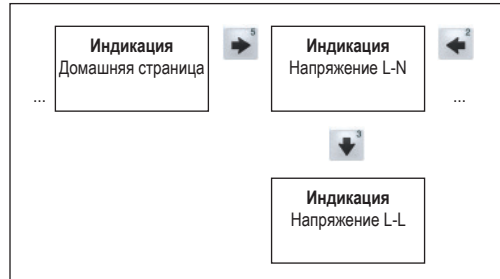 Индикация
Домашняя страница
5
Индикация
Напряжение L-N
2
...
...
3
Индикация
Напряжение L-L